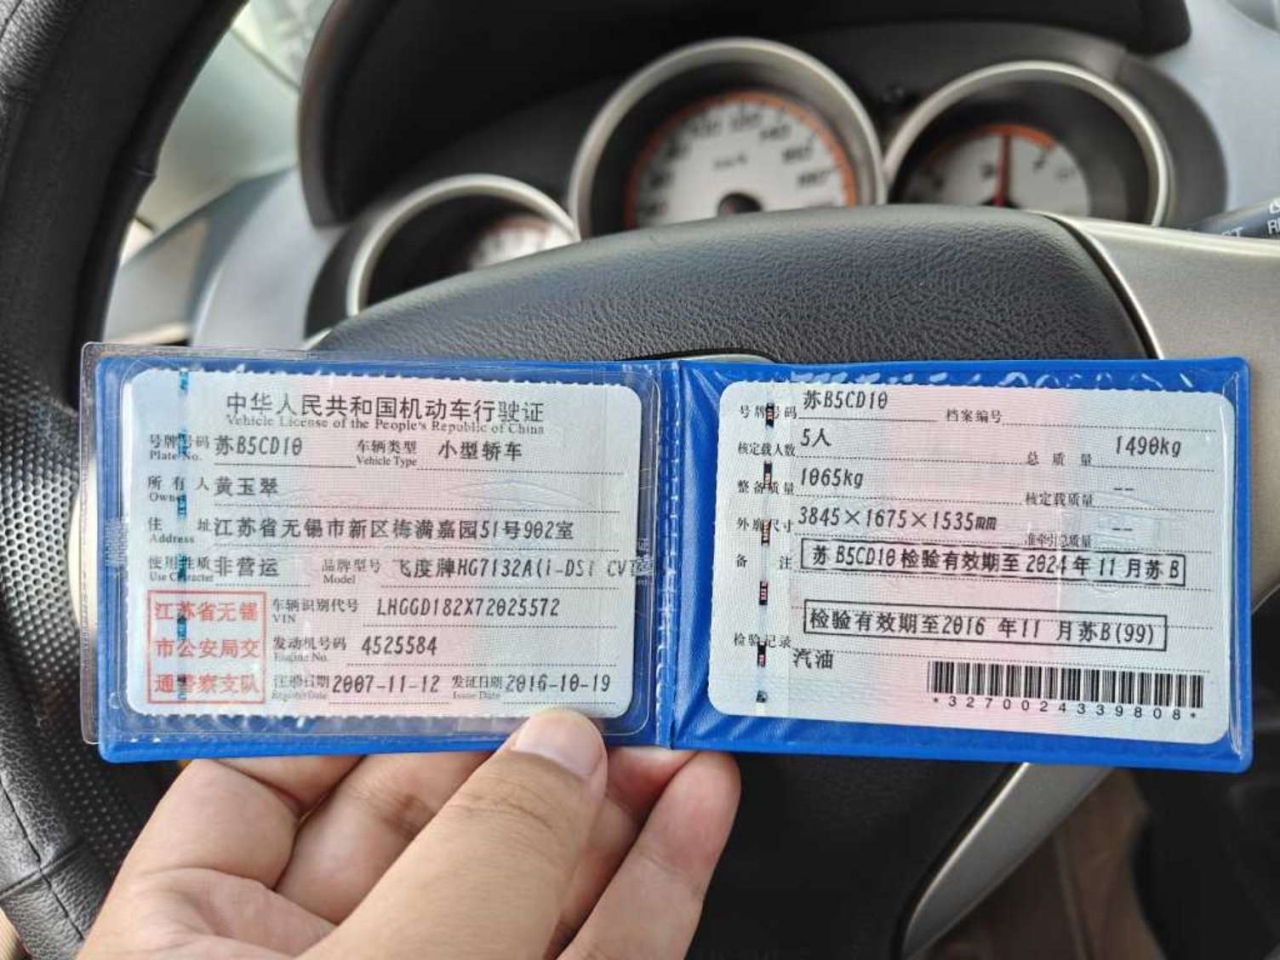 中华人民共和国机动车行驶证
Vehicle License of the People's Republic of China
号牌号码 苏B5CD10 车辆类型 小型轿车
Plate No. Vehicle Type
所有人 黄玉翠
Owner
住 址 江苏省无锡市新区梅满嘉园51号902室
Address
使用性质 非营运 品牌型号 飞度牌HG7132A(i-DSI CVT
Use Character Model
江苏省无锡
市公安局交
通警察支队
车辆识别代号 LHGGD182X72025572
VIN
发动机号码 4525584
Engine No.
注册日期 2007-11-12 发证日期 2016-10-19
Register Date Issue Date
号牌号码 苏B5CD10 档案编号
核定载人数 5人 总质量 1490kg
整备质量 1065kg 核定载质量 --
外廓尺寸 3845×1675×1535mm 准牵引总质量 --
备 注 苏B5CD10检验有效期至2024年11月苏B
检验有效期至2016 年11 月苏B(99)
检验记录 汽油
*3270024339808*